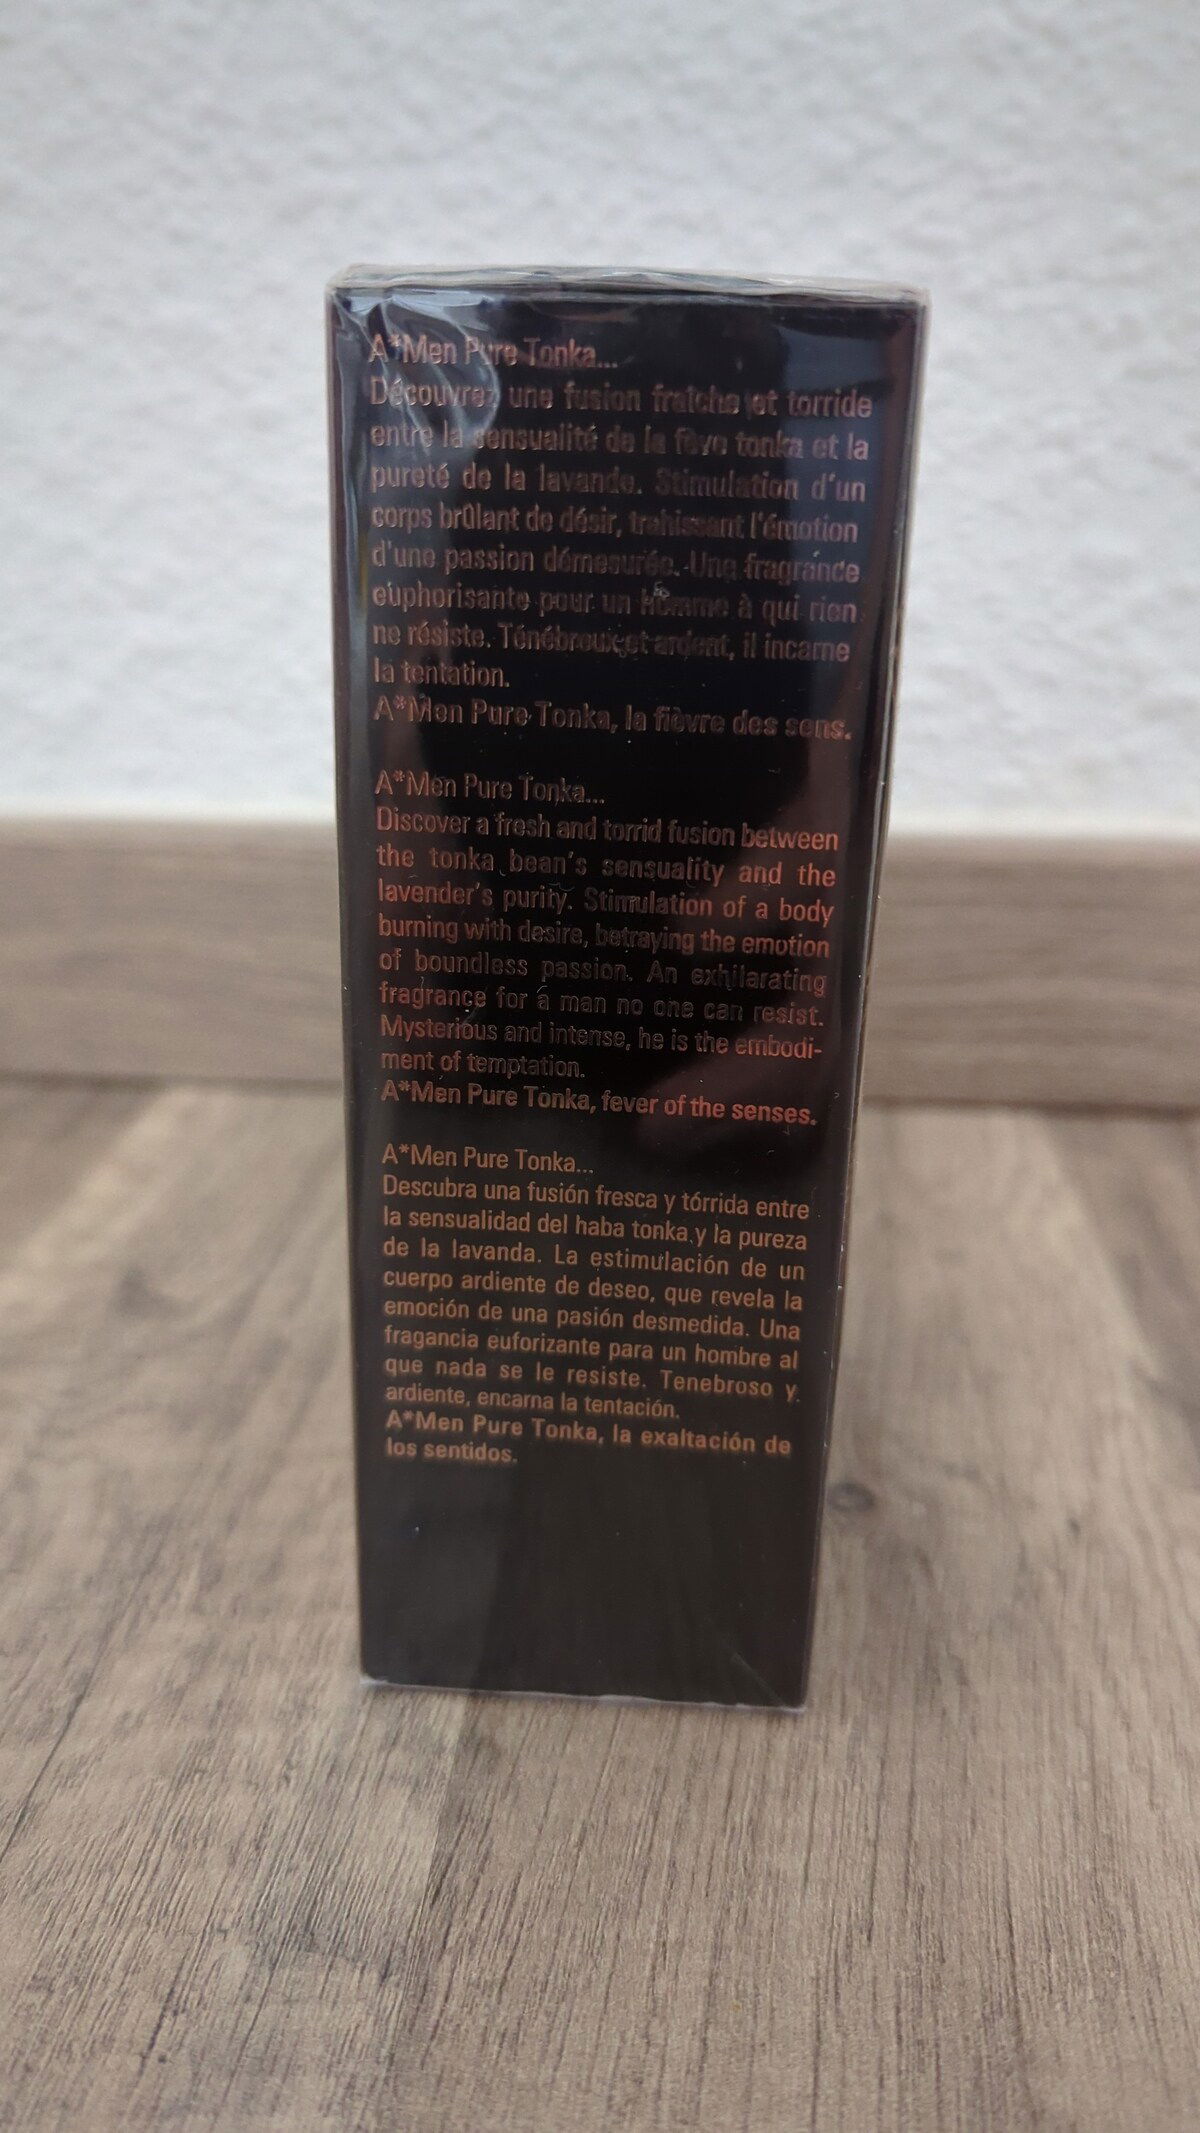 A*Men Pure Tonka...
Découvrez une fusion fraîche et torride
entre la sensualité de la fève tonka et la
pureté de la lavande. Stimulation d'un
corps brûlant de désir, trahissant l'émotion
d'une passion démesurée. Une fragrance
euphorisante pour un homme à qui rien
ne résiste. Ténébreux et ardent, il incarne
la tentation.
A*Men Pure Tonka, la fièvre des sens.
A*Men Pure Tonka...
Discover a fresh and torrid fusion between
the tonka bean's sensuality and the
lavender's purity. Stimulation of a body
burning with desire, betraying the emotion
of boundless passion. An exhilarating
fragrance for a man no one can resist.
Mysterious and intense, he is the embodi-
ment of temptation.
A*Men Pure Tonka, fever of the senses.
A*Men Pure Tonka...
Descubra una fusión fresca y tórrida entre
la sensualidad del haba tonka y la pureza
de la lavanda. La estimulación de un
cuerpo ardiente de deseo, que revela la
emoción de una pasión desmedida. Una
fragancia euforizante para un hombre al
que nada se le resiste. Tenebroso y
ardiente, encarna la tentación.
A*Men Pure Tonka, la exaltación de
los sentidos.